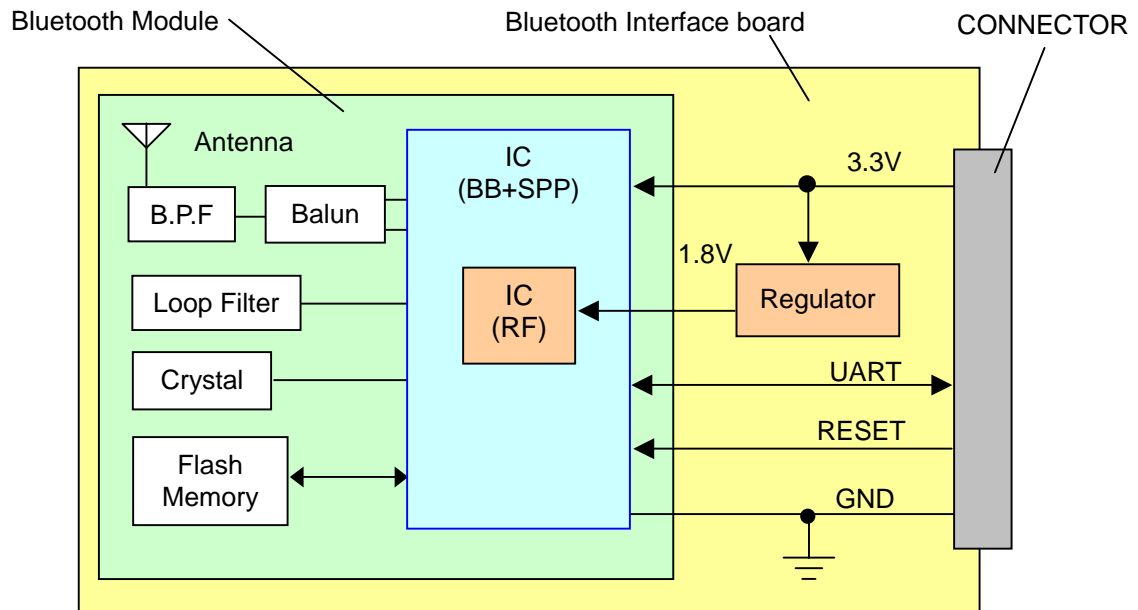 Bluetooth Module
Bluetooth Interface board
CONNECTOR
Antenna
IC
(BB+SPP)
3.3V
B.P.F
Balun
1.8V
Loop Filter
IC
(RF)
Regulator
Crystal
UART
RESET
Flash
Memory
GND